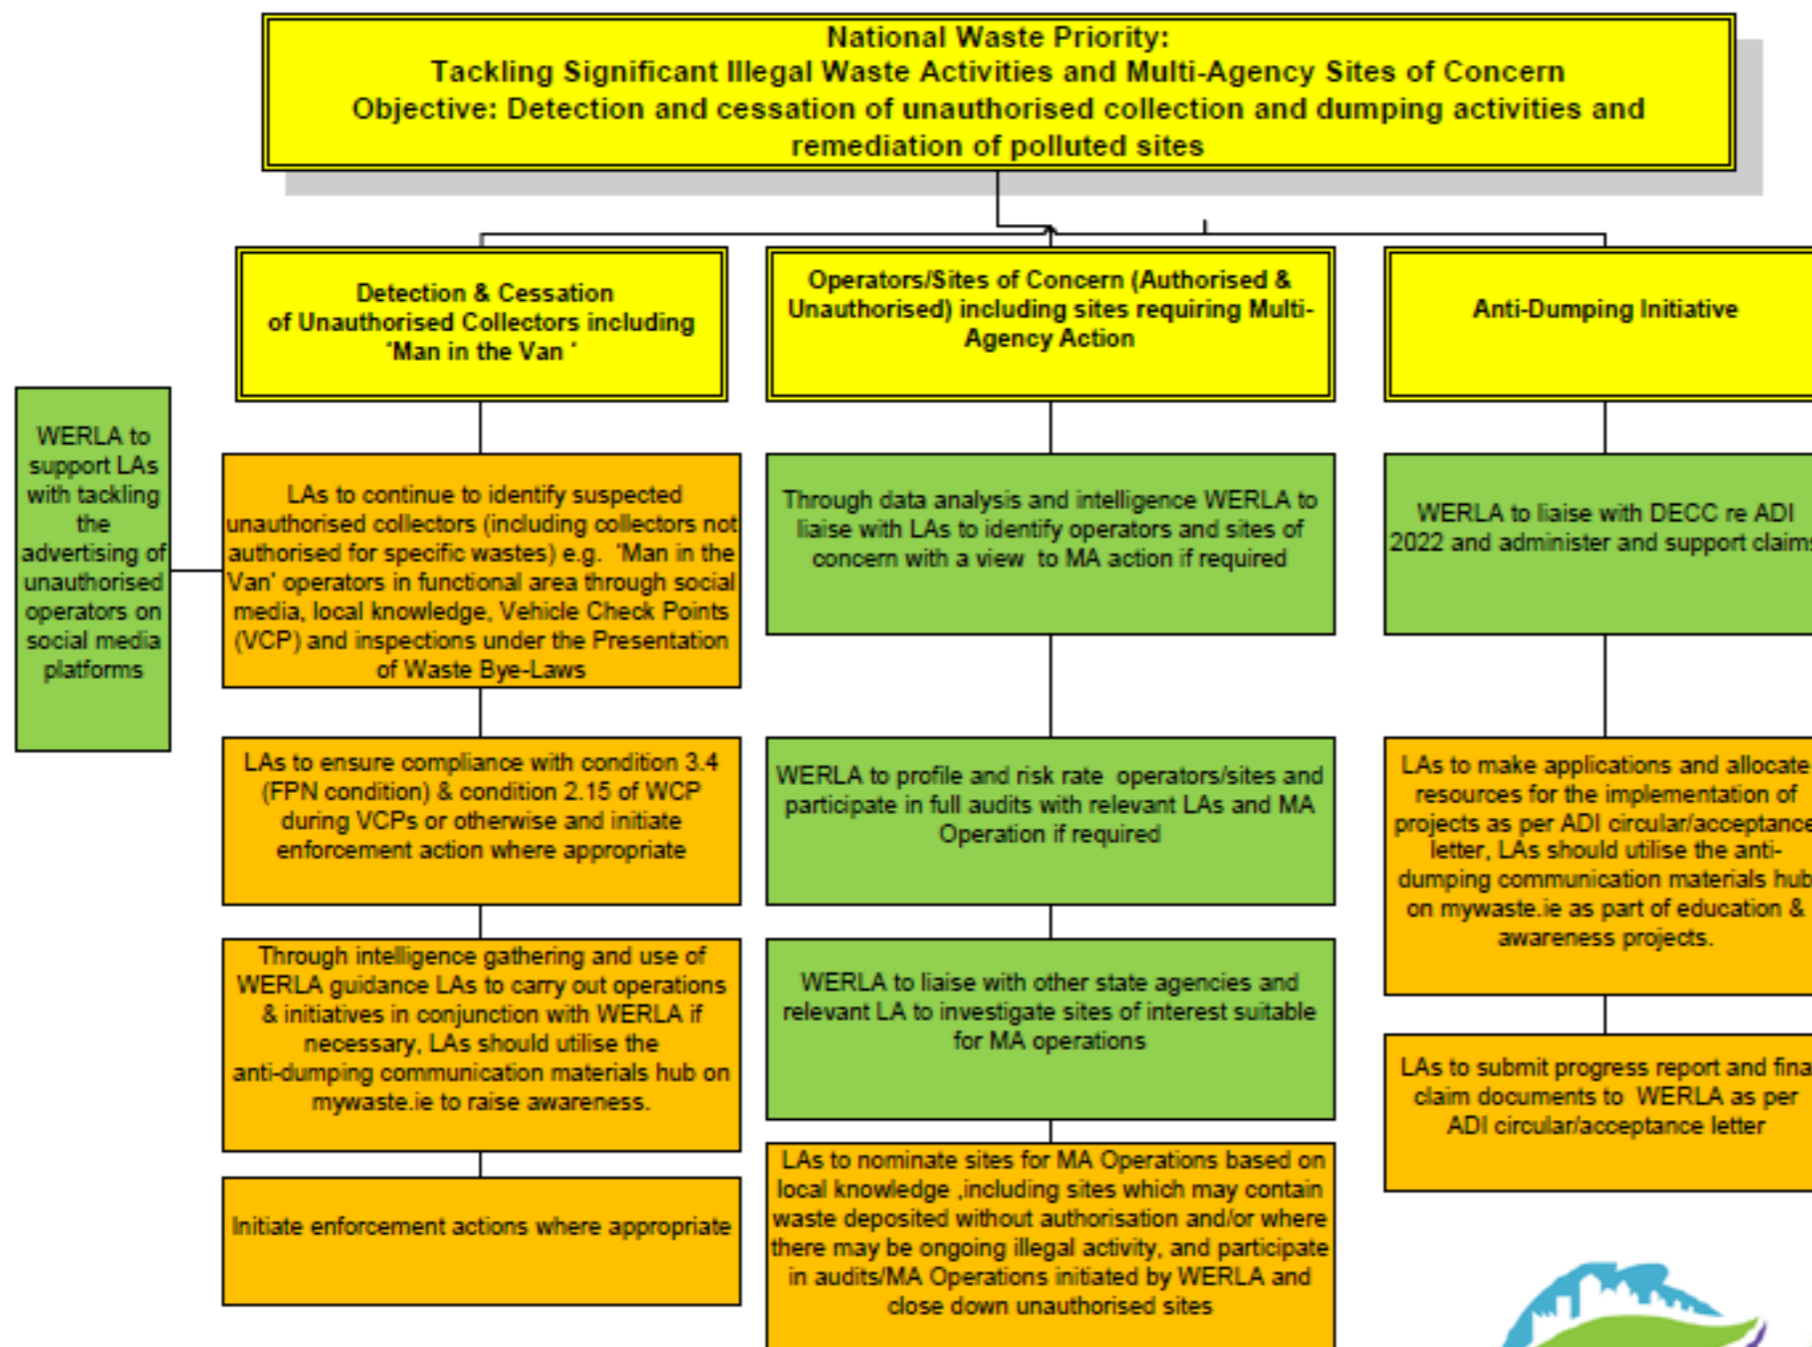 National Waste Priority:
Tackling Significant Illegal Waste Activities and Multi-Agency Sites of Concern
Objective: Detection and cessation of unauthorised collection and dumping activities and
remediation of polluted sites
Detection & Cessation
of Unauthorised Collectors including
'Man in the Van '
Operators/Sites of Concern (Authorised &
Unauthorised) including sites requiring Multi-
Agency Action
Anti-Dumping Initiative
WERLA to
support LAs
with tackling
the
advertising of
unauthorised
operators on
social media
platforms
LAs to continue to identify suspected
unauthorised collectors (including collectors not
authorised for specific wastes) e.g. 'Man in the
Van' operators in functional area through social
media, local knowledge, Vehicle Check Points
(VCP) and inspections under the Presentation
of Waste Bye-Laws
LAs to ensure compliance with condition 3.4
(FPN condition) & condition 2.15 of WCP
during VCPs or otherwise and initiate
enforcement action where appropriate
Through intelligence gathering and use of
WERLA guidance LAs to carry out operations
& initiatives in conjunction with WERLA if
necessary, LAs should utilise the
anti-dumping communication materials hub on
mywaste.ie to raise awareness.
Initiate enforcement actions where appropriate
Through data analysis and intelligence WERLA to
liaise with LAs to identify operators and sites of
concern with a view to MA action if required
WERLA to profile and risk rate operators/sites and
participate in full audits with relevant LAs and MA
Operation if required
WERLA to liaise with other state agencies and
relevant LA to investigate sites of interest suitable
for MA operations
LAs to nominate sites for MA Operations based on
local knowledge ,including sites which may contain
waste deposited without authorisation and/or where
there may be ongoing illegal activity, and participate
in audits/MA Operations initiated by WERLA and
close down unauthorised sites
WERLA to liaise with DECC re ADI
2022 and administer and support claims
LAs to make applications and allocate
resources for the implementation of
projects as per ADI circular/acceptance
letter, LAs should utilise the anti-
dumping communication materials hub
on mywaste.ie as part of education &
awareness projects.
LAs to submit progress report and fina
claim documents to WERLA as per
ADI circular/acceptance letter